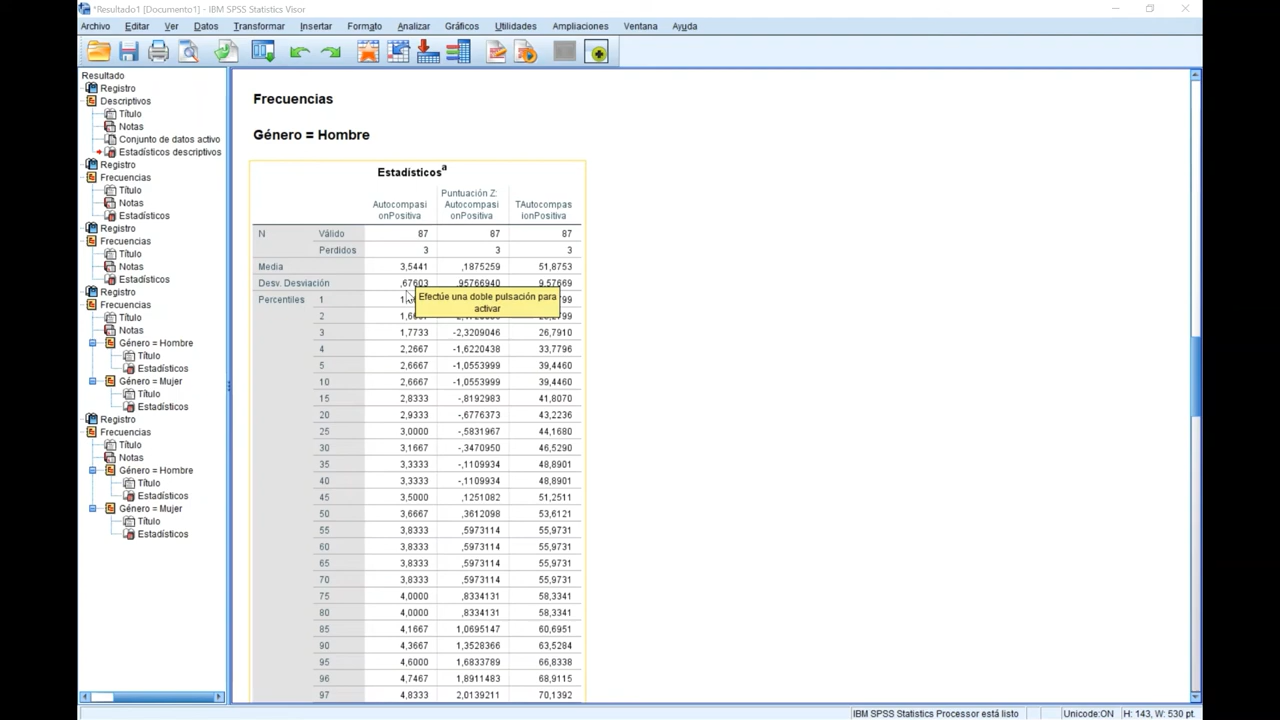 *Resultado1 [Documento1] - IBM SPSS Statistics Visor
Archivo Editar Ver Datos Transformar Insertar Formato Analizar Gráficos Utilidades Ampliaciones Ventana Ayuda
Resultado
Registro
Descriptivos
Título
Notas
Conjunto de datos activo
Estadísticos descriptivos
Registro
Frecuencias
Título
Notas
Estadísticos
Registro
Frecuencias
Título
Notas
Estadísticos
Registro
Frecuencias
Título
Notas
Género = Hombre
Título
Estadísticos
Género = Mujer
Título
Estadísticos
Registro
Frecuencias
Título
Notas
Género = Hombre
Título
Estadísticos
Género = Mujer
Título
Estadísticos
Frecuencias
Género = Hombre
Estadísticosª
Autocompasi
onPositiva
Puntuación Z:
Autocompasi
onPositiva
TAutocompas
ionPositiva
N Válido 87 87 87
Perdidos 3 3 3
Media 3,5441 ,1875259 51,8753
Desv. Desviación ,67603 ,95766940 9,57669
Percentiles 1
Efectúe una doble pulsación para
activar
2
3 1,7733 -2,3209046 26,7910
4 2,2667 -1,6220438 33,7796
5 2,6667 -1,0553999 39,4460
10 2,6667 -1,0553999 39,4460
15 2,8333 -,8192983 41,8070
20 2,9333 -,6776373 43,2236
25 3,0000 -,5831967 44,1680
30 3,1667 -,3470950 46,5290
35 3,3333 -,1109934 48,8901
40 3,3333 -,1109934 48,8901
45 3,5000 ,1251082 51,2511
50 3,6667 ,3612098 53,6121
55 3,8333 ,5973114 55,9731
60 3,8333 ,5973114 55,9731
65 3,8333 ,5973114 55,9731
70 3,8333 ,5973114 55,9731
75 4,0000 ,8334131 58,3341
80 4,0000 ,8334131 58,3341
85 4,1667 1,0695147 60,6951
90 4,3667 1,3528366 63,5284
95 4,6000 1,6833789 66,8338
96 4,7467 1,8911483 68,9115
97 4,8333 2,0139211 70,1392
IBM SPSS Statistics Processor está listo Unicode:ON H: 143, W: 530 pt.